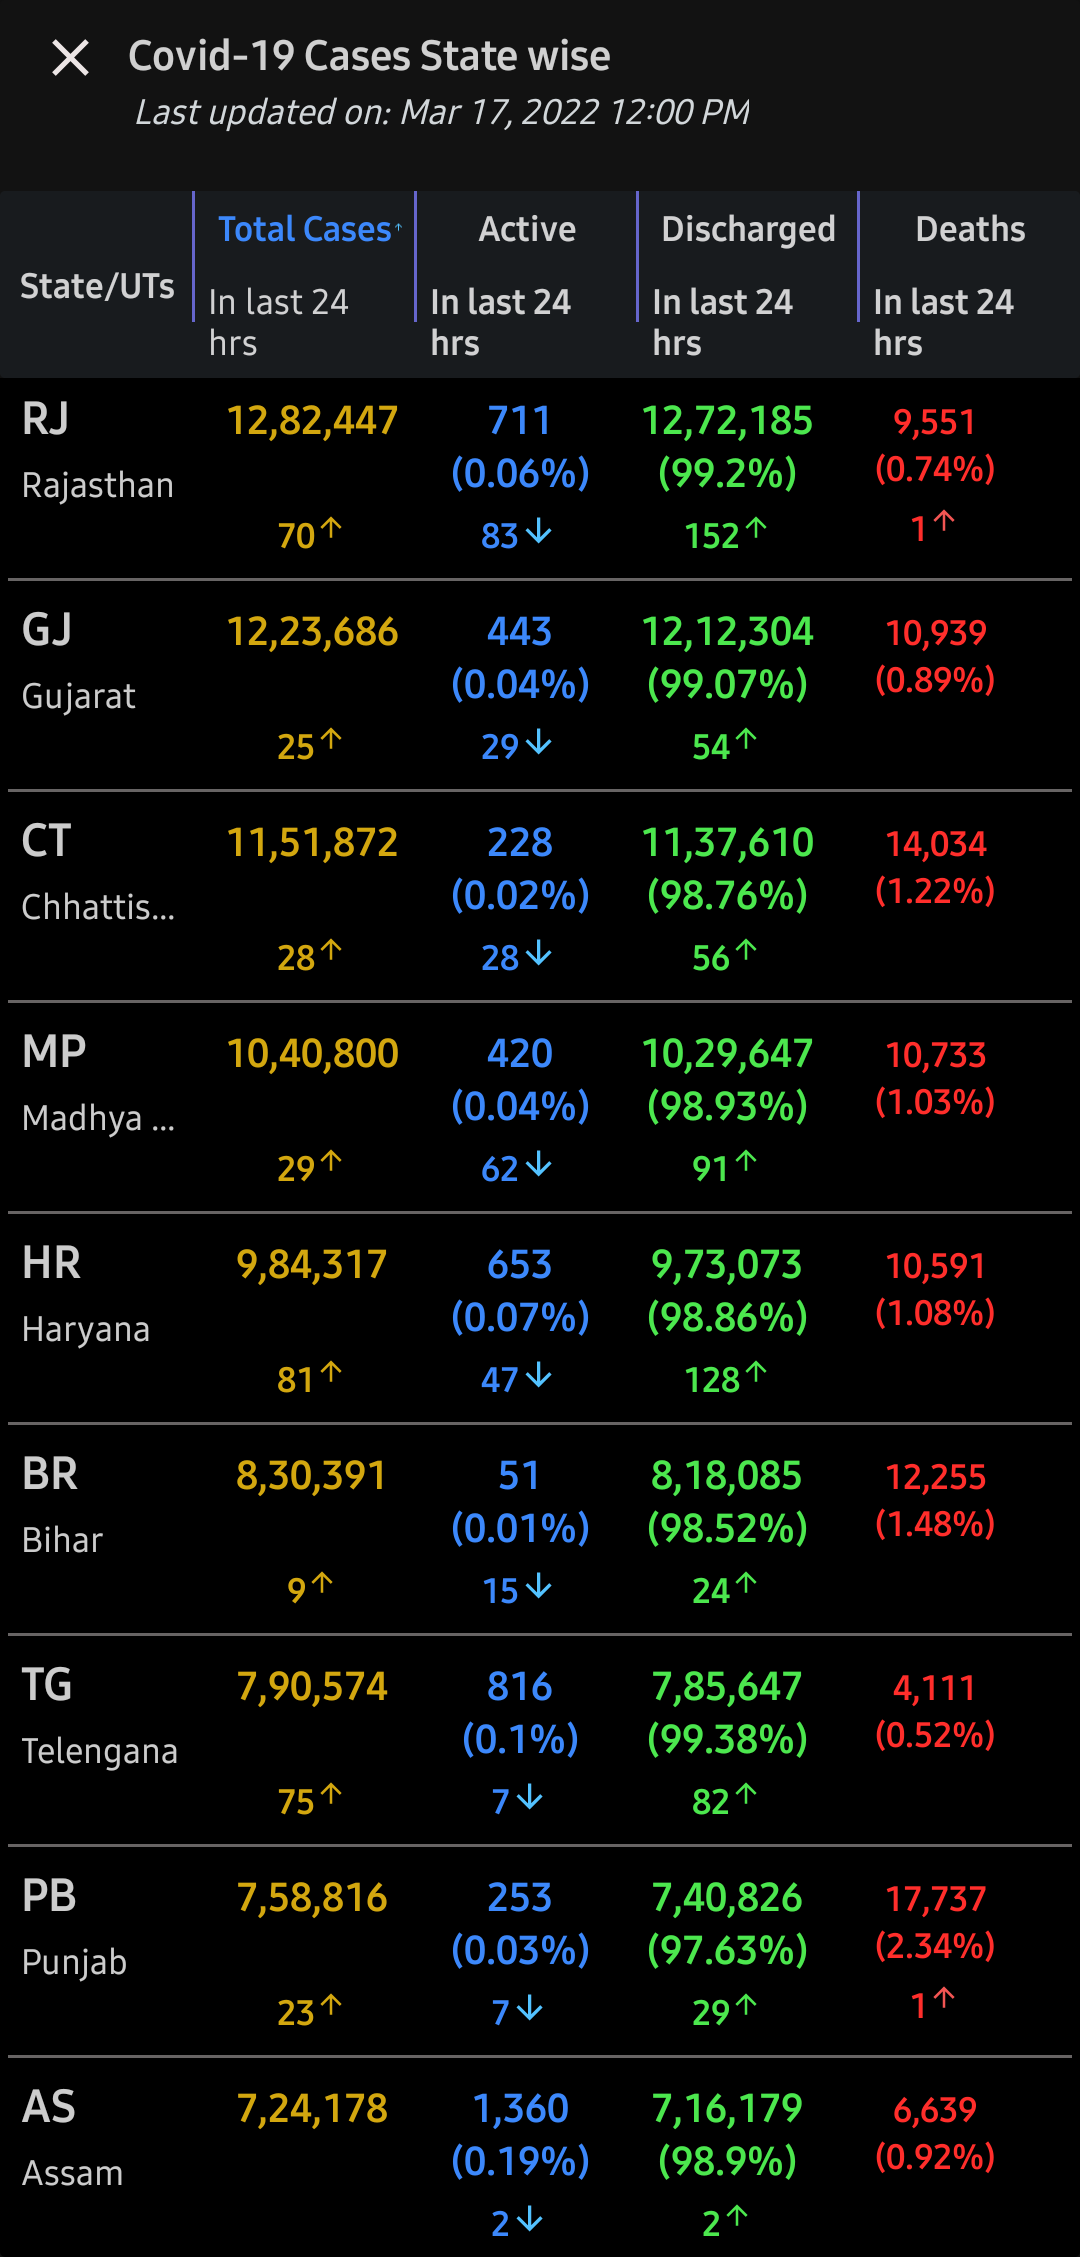 Covid-19 Cases State wise
Last updated on: Mar 17, 2022 12:00 PM
State/UTs
Total Cases↑ Active Discharged Deaths
In last 24 hrs In last 24 hrs In last 24 hrs In last 24 hrs
RJ 12,82,447 711 12,72,185 9,551
Rajasthan (0.06%) (99.2%) (0.74%)
70↑ 83↓ 152↑ 1↑
GJ 12,23,686 443 12,12,304 10,939
Gujarat (0.04%) (99.07%) (0.89%)
25↑ 29↓ 54↑
CT 11,51,872 228 11,37,610 14,034
Chhattis... (0.02%) (98.76%) (1.22%)
28↑ 28↓ 56↑
MP 10,40,800 420 10,29,647 10,733
Madhya ... (0.04%) (98.93%) (1.03%)
29↑ 62↓ 91↑
HR 9,84,317 653 9,73,073 10,591
Haryana (0.07%) (98.86%) (1.08%)
81↑ 47↓ 128↑
BR 8,30,391 51 8,18,085 12,255
Bihar (0.01%) (98.52%) (1.48%)
9↑ 15↓ 24↑
TG 7,90,574 816 7,85,647 4,111
Telengana (0.1%) (99.38%) (0.52%)
75↑ 7↓ 82↑
PB 7,58,816 253 7,40,826 17,737
Punjab (0.03%) (97.63%) (2.34%)
23↑ 7↓ 29↑ 1↑
AS 7,24,178 1,360 7,16,179 6,639
Assam (0.19%) (98.9%) (0.92%)
2↓ 2↑